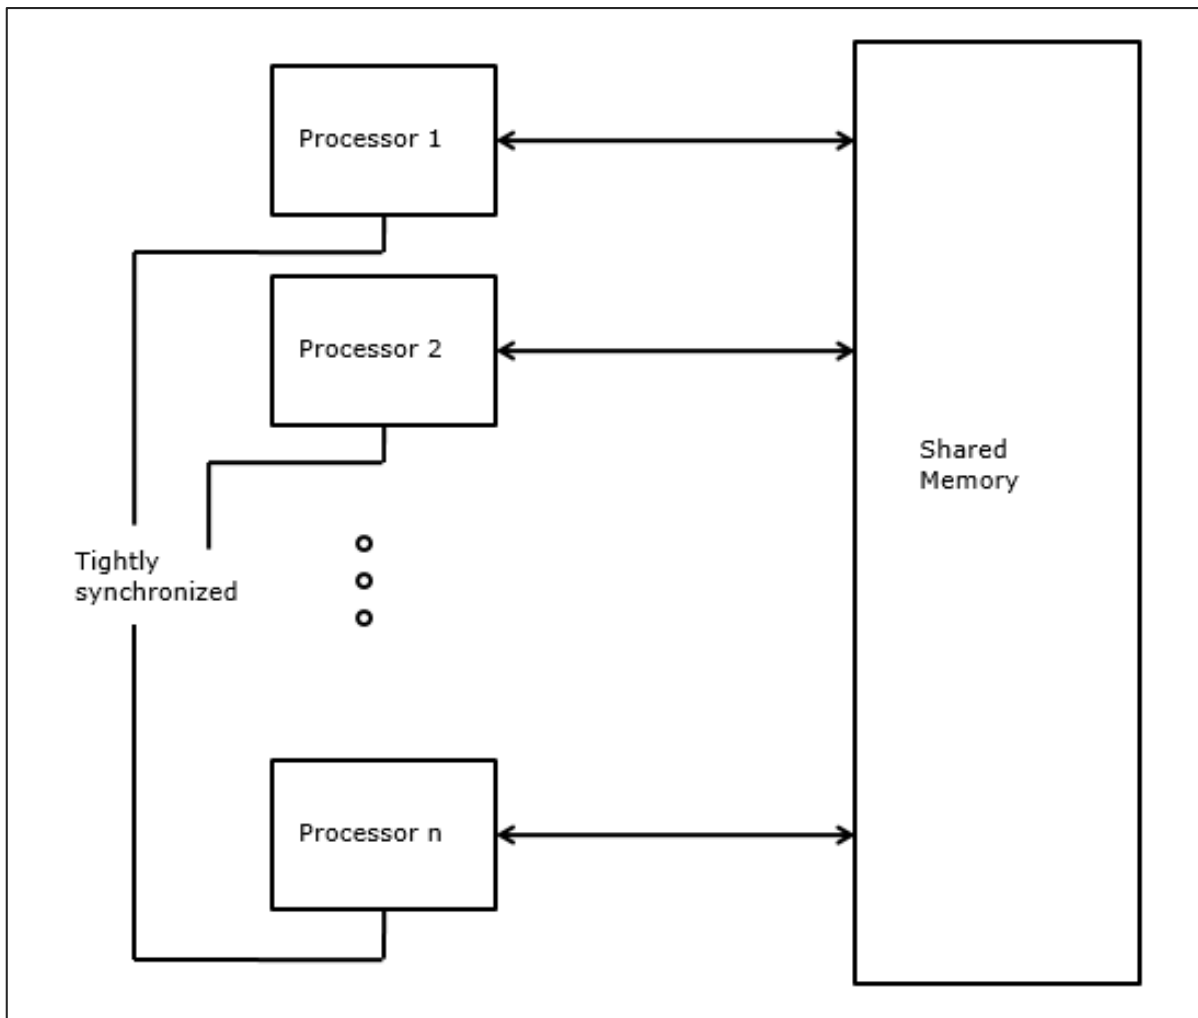 Processor 1
Processor 2
Shared
Memory
Tightly
synchronized
Processor n